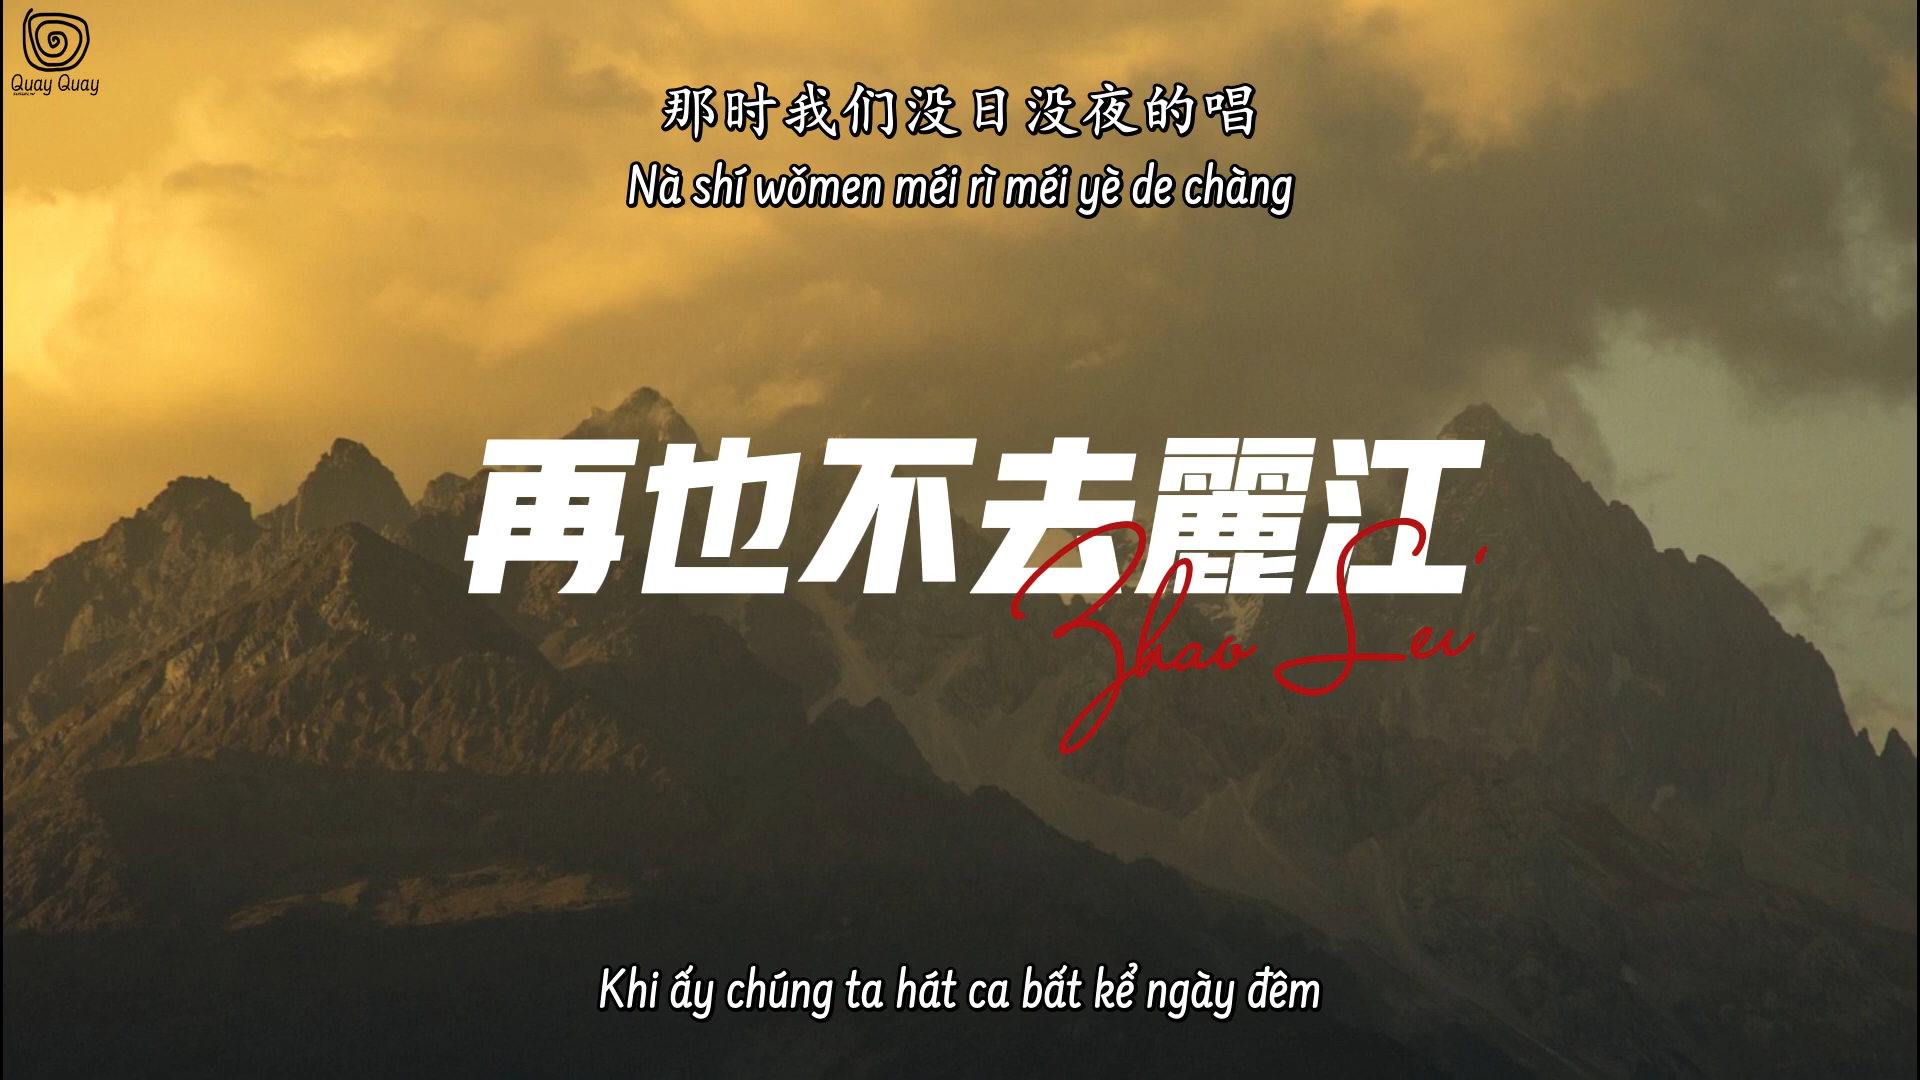 Quay Quay
那时我们没日没夜的唱
Nà shí wǒmen méi rì méi yè de chàng
再也不去麗江
Zhao Lei
Khi ấy chúng ta hát ca bất kể ngày đêm